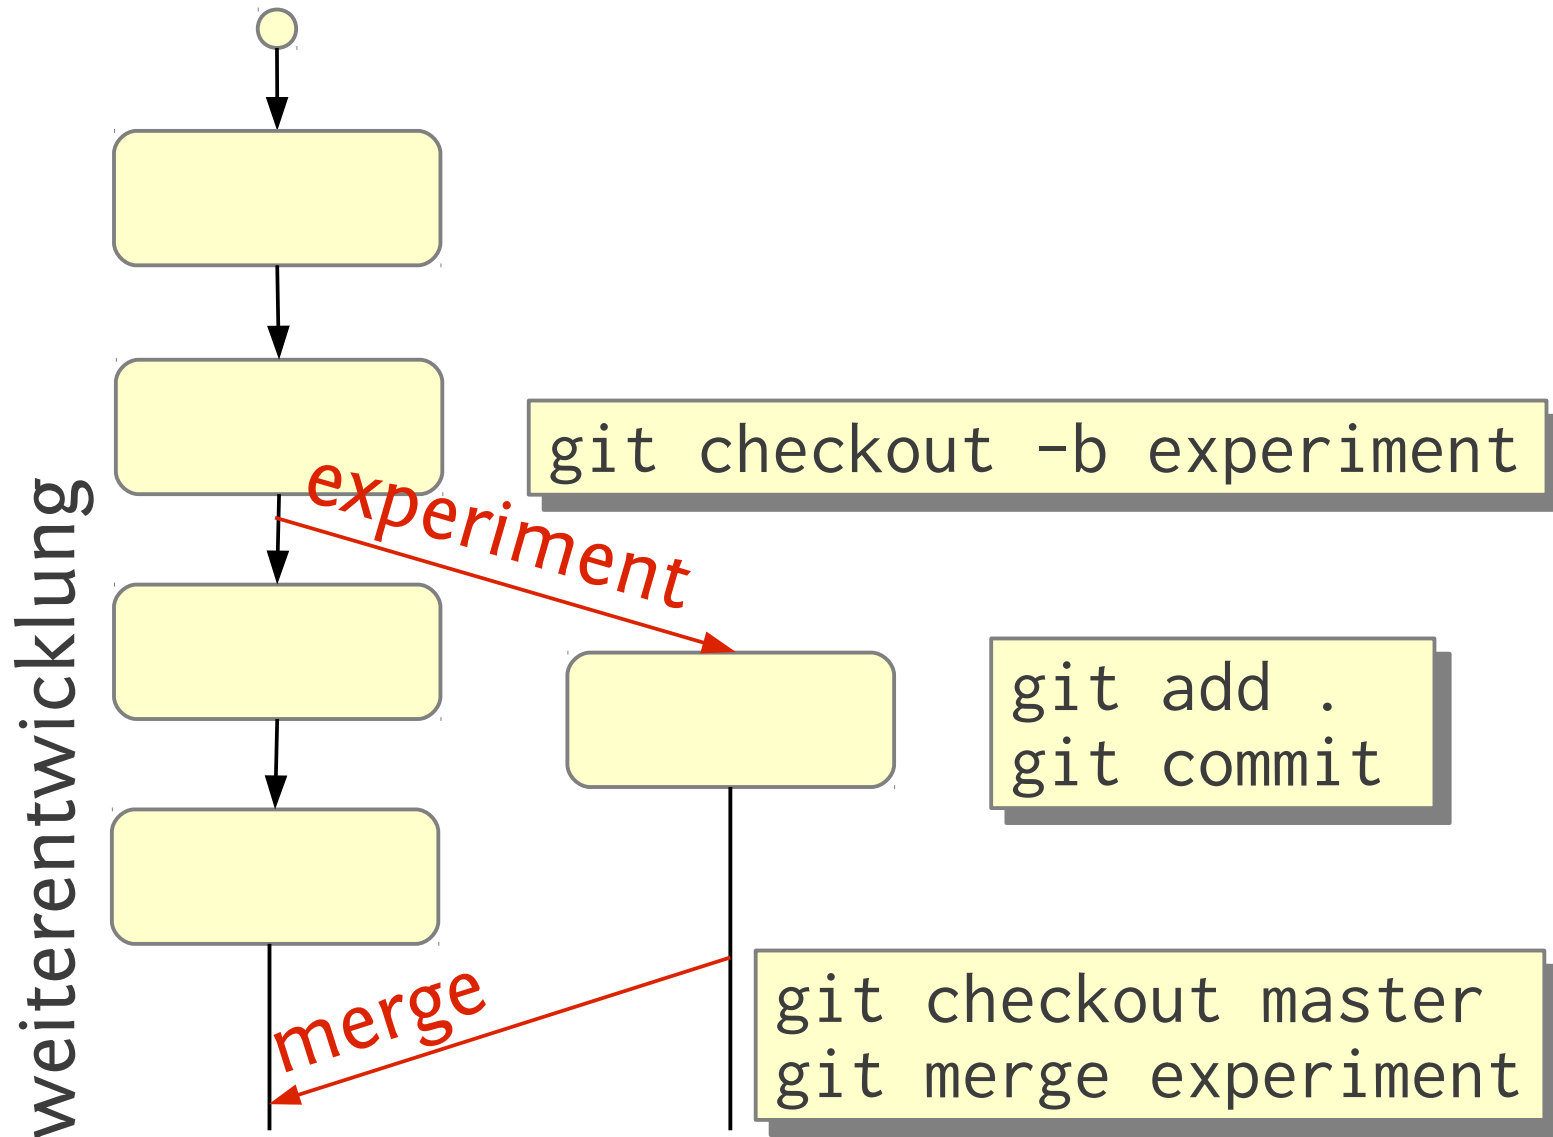 git checkout -b experiment
experiment
weiterentwicklung
git add .
git commit
merge
git checkout master
git merge experiment